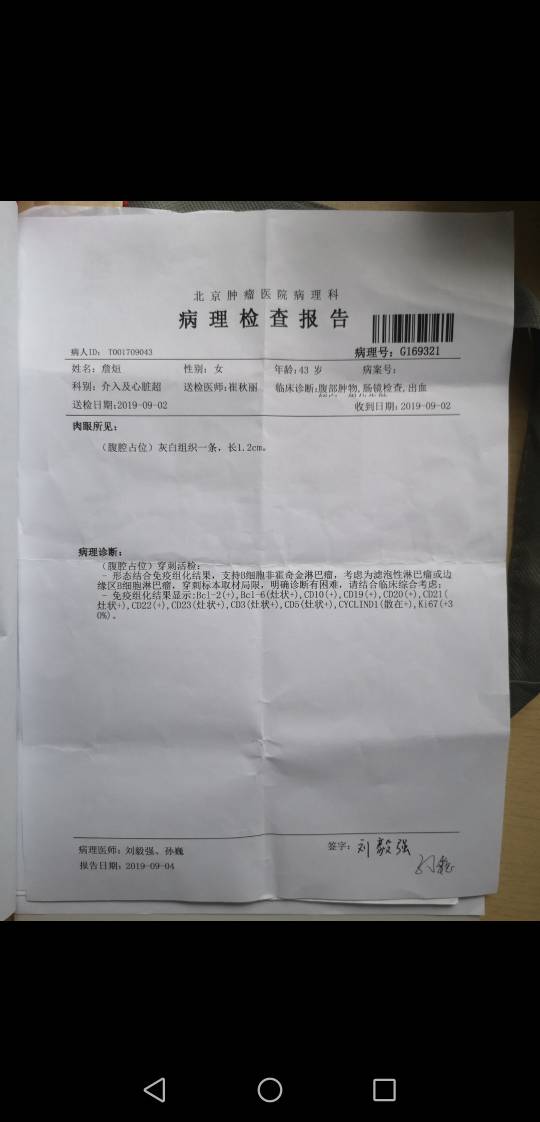 北京肿瘤医院病理科
病理检查报告
病人ID: T001709043
病理号: G169321
姓名: 詹烜 性别: 女 年龄: 43 岁 病案号:
科别: 介入及心脏超 送检医师: 崔秋丽 临床诊断: 腹部肿物, 肠镜检查, 出血
送检日期: 2019-09-02 收到日期: 2019-09-02
肉眼所见:
(腹腔占位) 灰白组织一条, 长1.2cm。
病理诊断:
(腹腔占位) 穿刺活检:
- 形态结合免疫组化结果, 支持B细胞非霍奇金淋巴瘤, 考虑为滤泡性淋巴瘤或边
缘区B细胞淋巴瘤, 穿刺标本取材局限, 明确诊断有困难, 请结合临床综合考虑;
- 免疫组化结果显示: Bcl-2(+), Bcl-6(灶状+), CD10(+), CD19(+), CD20(+), CD21(
灶状+), CD22(+), CD23(灶状+), CD3(灶状+), CD5(灶状+), CYCLIND1(散在+), Ki67(+3
0%)。
病理医师: 刘毅强、孙巍
签字: 刘毅强
报告日期: 2019-09-04